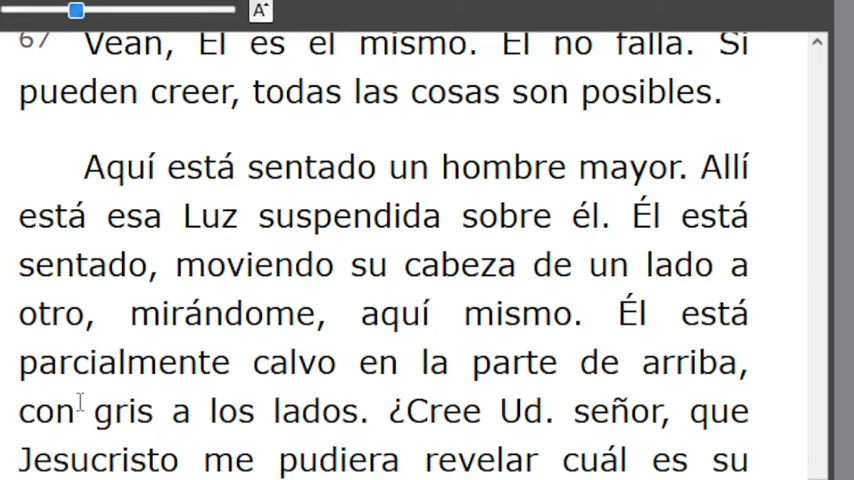 A
67 Vean, Él es el mismo. Él no falla. Si
pueden creer, todas las cosas son posibles.
Aquí está sentado un hombre mayor. Allí
está esa Luz suspendida sobre él. Él está
sentado, moviendo su cabeza de un lado a
otro, mirándome, aquí mismo. Él está
parcialmente calvo en la parte de arriba,
con gris a los lados. ¿Cree Ud. señor, que
Jesucristo me pudiera revelar cuál es su